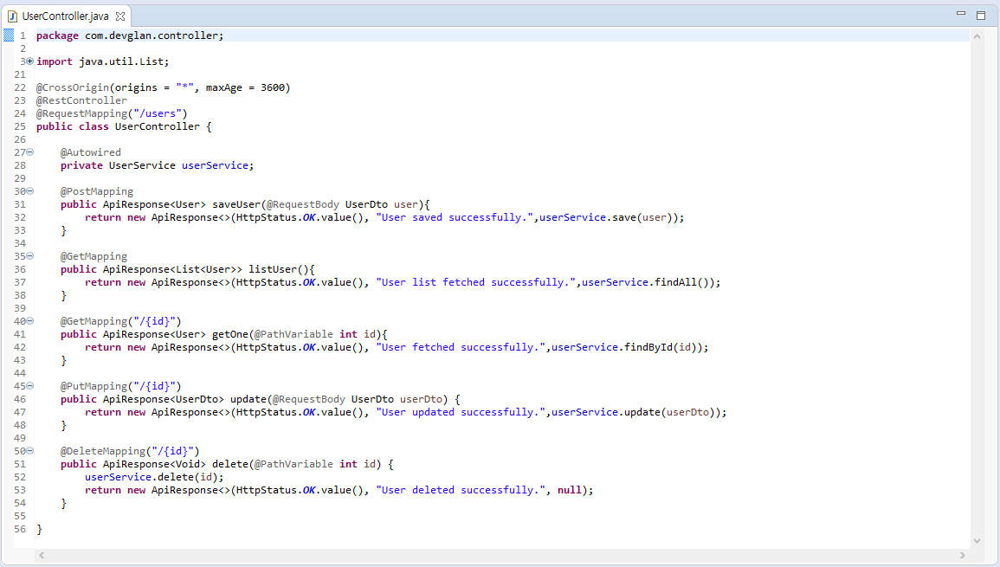 UserController.java
1 package com.devglan.controller;
2
3 import java.util.List;
21
22 @CrossOrigin(origins = "*", maxAge = 3600)
23 @RestController
24 @RequestMapping("/users")
25 public class UserController {
26
27     @Autowired
28     private UserService userService;
29
30     @PostMapping
31     public ApiResponse<User> saveUser(@RequestBody UserDto user){
32         return new ApiResponse<>(HttpStatus.OK.value(), "User saved successfully.",userService.save(user));
33     }
34
35     @GetMapping
36     public ApiResponse<List<User>> listUser(){
37         return new ApiResponse<>(HttpStatus.OK.value(), "User list fetched successfully.",userService.findAll());
38     }
39
40     @GetMapping("/{id}")
41     public ApiResponse<User> getOne(@PathVariable int id){
42         return new ApiResponse<>(HttpStatus.OK.value(), "User fetched successfully.",userService.findById(id));
43     }
44
45     @PutMapping("/{id}")
46     public ApiResponse<UserDto> update(@RequestBody UserDto userDto) {
47         return new ApiResponse<>(HttpStatus.OK.value(), "User updated successfully.",userService.update(userDto));
48     }
49
50     @DeleteMapping("/{id}")
51     public ApiResponse<Void> delete(@PathVariable int id) {
52         userService.delete(id);
53         return new ApiResponse<>(HttpStatus.OK.value(), "User deleted successfully.", null);
54     }
55
56 }